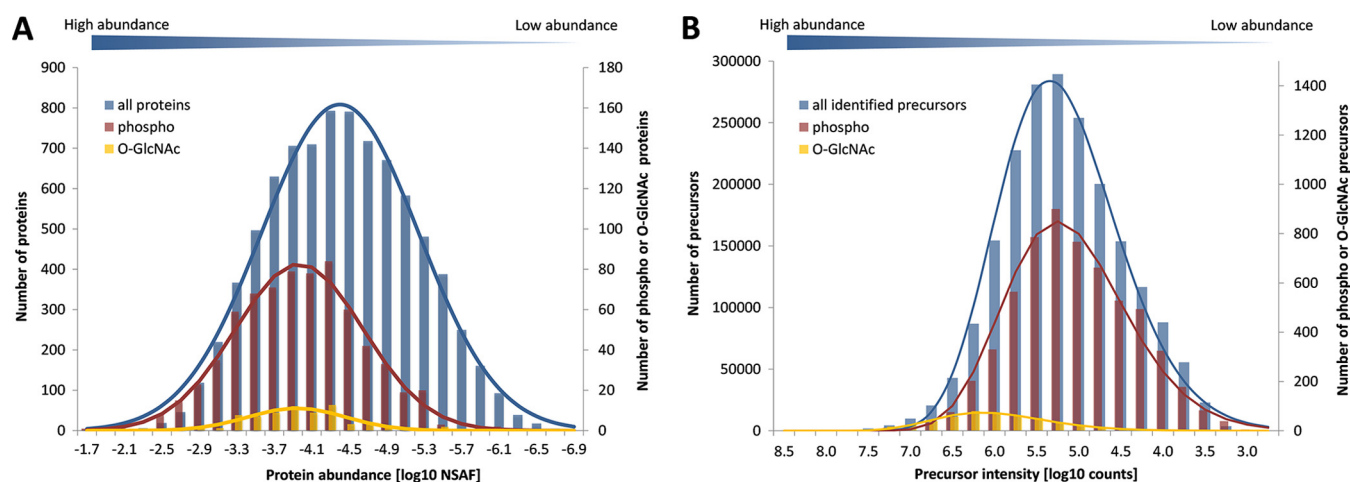 A
High abundance
Low abundance
900
800
700
600
500
400
300
200
100
0
Number of proteins
all proteins
phospho
O-GlcNAc
180
160
140
120
100
80
60
40
20
0
Number of phospho or O-GlcNAc proteins
-1.7 -2.1 -2.5 -2.9 -3.3 -3.7 -4.1 -4.5 -4.9 -5.3 -5.7 -6.1 -6.5 -6.9
Protein abundance [log10 NSAF]
B
High abundance
Low abundance
300000
250000
200000
150000
100000
50000
0
Number of precursors
all identified precursors
phospho
O-GlcNAc
1400
1200
1000
800
600
400
200
0
Number of phospho or O-GlcNAc precursors
8.5 8.0 7.5 7.0 6.5 6.0 5.5 5.0 4.5 4.0 3.5 3.0
Precursor intensity [log10 counts]